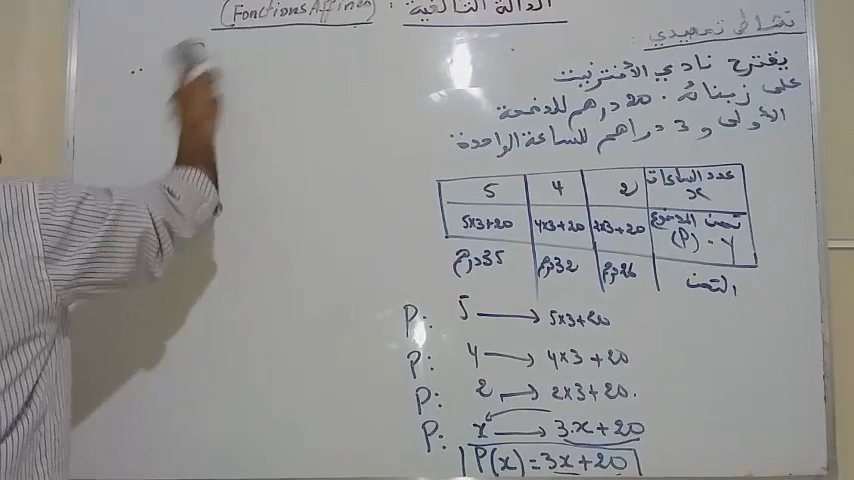 الدالة التآلفية : (Fonctions Affines)
نشاط تمهيدي
يقترح نادي الأنترنيت
على زبنائه 20 درهم للدفعة
الأولى و 3 دراهم للساعة الواحدة
عدد الساعات x 2 4 5
ثمن المدفوع (P) - y 2x3+20 4x3+20 5x3+20
الثمن 26 درهم 32 درهم 35 درهم
P: 5 → 5x3+20
P: 4 → 4x3+20
P: 2 → 2x3+20.
P: x → 3.x+20
P(x)=3x+20